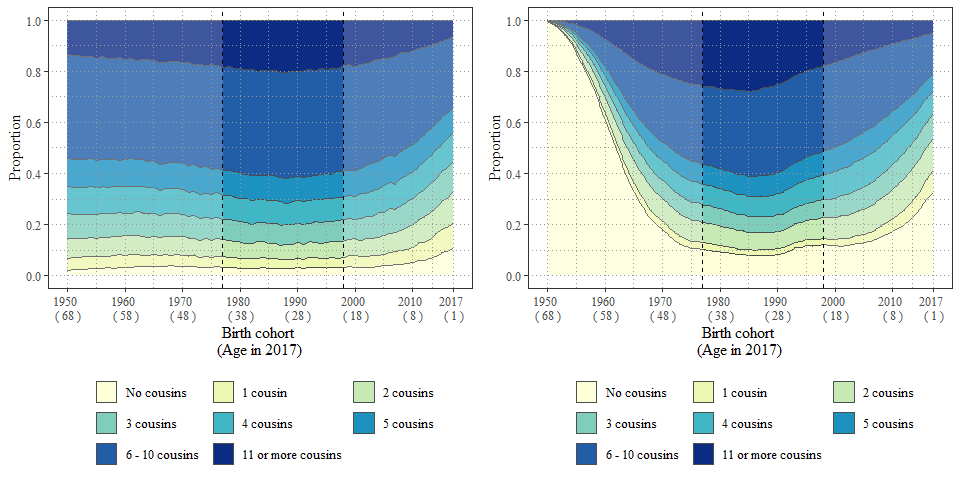 1.0
0.8
0.6
0.4
0.2
0.0
Proportion
1950 1960 1970 1980 1990 2000 2010 2017
( 68 ) ( 58 ) ( 48 ) ( 38 ) ( 28 ) ( 18 ) ( 8 ) ( 1 )
Birth cohort
(Age in 2017)
No cousins 1 cousin 2 cousins
3 cousins 4 cousins 5 cousins
6 - 10 cousins 11 or more cousins
1.0
0.8
0.6
0.4
0.2
0.0
Proportion
1950 1960 1970 1980 1990 2000 2010 2017
( 68 ) ( 58 ) ( 48 ) ( 38 ) ( 28 ) ( 18 ) ( 8 ) ( 1 )
Birth cohort
(Age in 2017)
No cousins 1 cousin 2 cousins
3 cousins 4 cousins 5 cousins
6 - 10 cousins 11 or more cousins